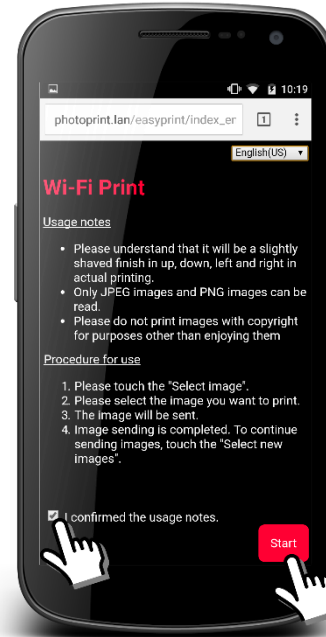 10:19
photoprint.lan/easyprint/index_er
1
English(US)
Wi-Fi Print
Usage notes
• Please understand that it will be a slightly
shaved finish in up, down, left and right in
actual printing.
• Only JPEG images and PNG images can be
read.
• Please do not print images with copyright
for purposes other than enjoying them
Procedure for use
1. Please touch the "Select image".
2. Please select the image you want to print.
3. The image will be sent.
4. Image sending is completed. To continue
sending images, touch the "Select new
images".
I confirmed the usage notes.
Start